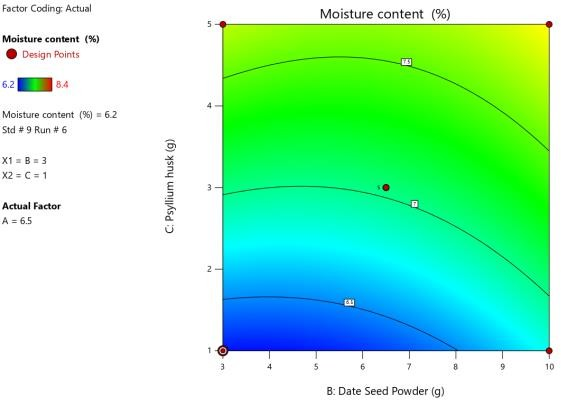 Factor Coding: Actual
Moisture content (%)
Design Points
6.2 8.4
Moisture content (%) = 6.2
Std # 9 Run # 6
X1 = B = 3
X2 = C = 1
Actual Factor
A = 6.5
Moisture content (%)
C: Psyllium husk (g)
5
4
3
2
1
7.5
5
7
6.5
3 4 5 6 7 8 9 10
B: Date Seed Powder (g)